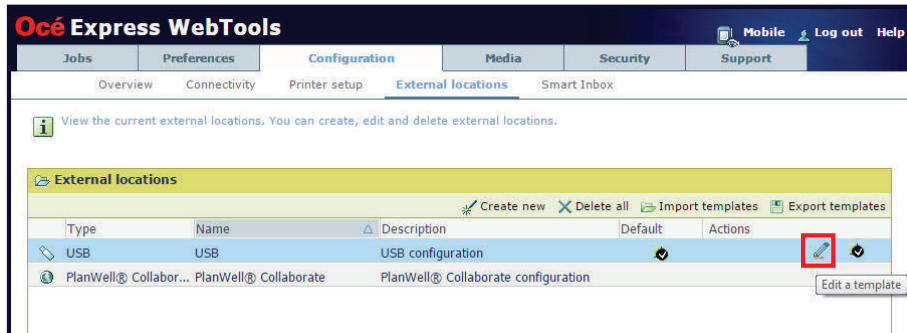 Océ Express WebTools
Mobile Log out Help
Jobs Preferences Configuration Media Security Support
Overview Connectivity Printer setup External locations Smart Inbox
View the current external locations. You can create, edit and delete external locations.
External locations
Create new Delete all Import templates Export templates
Type Name Description Default Actions
USB USB USB configuration
PlanWell® Collabor... PlanWell® Collaborate PlanWell® Collaborate configuration
Edit a template